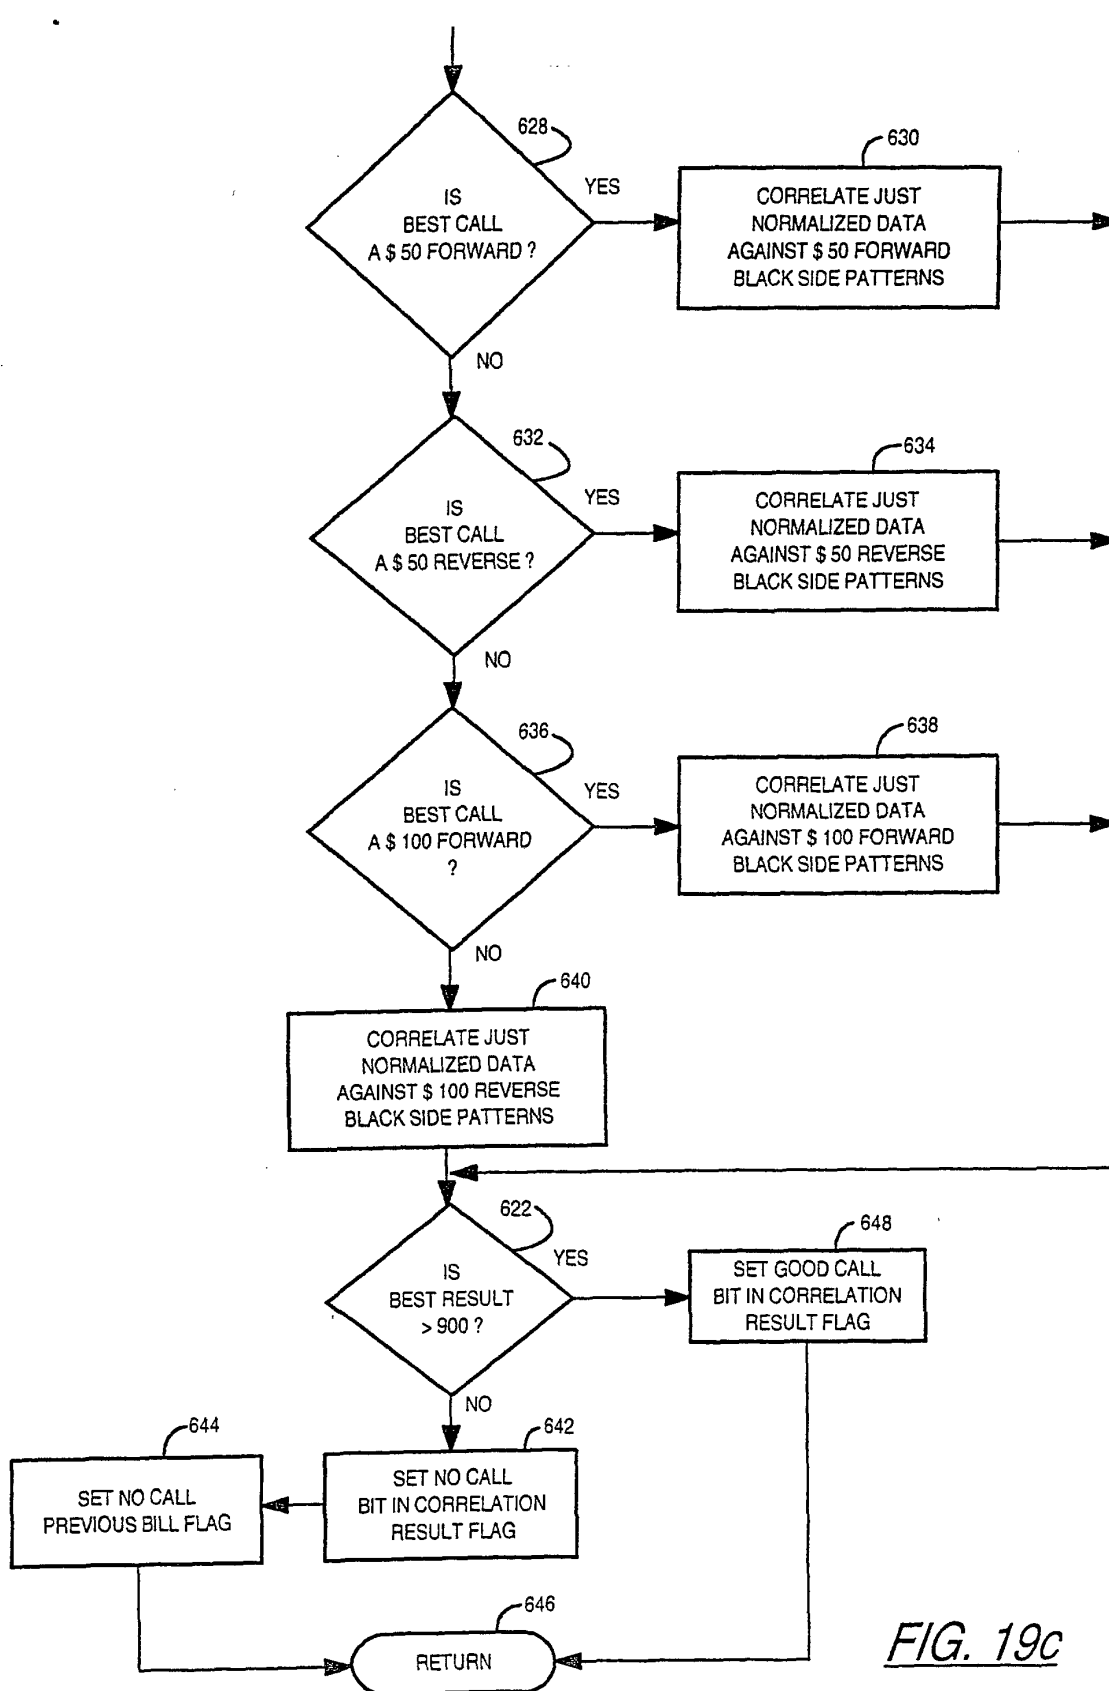 628
IS
BEST CALL
A $ 50 FORWARD ?
YES
630
CORRELATE JUST
NORMALIZED DATA
AGAINST $ 50 FORWARD
BLACK SIDE PATTERNS
NO
632
IS
BEST CALL
A $ 50 REVERSE ?
YES
634
CORRELATE JUST
NORMALIZED DATA
AGAINST $ 50 REVERSE
BLACK SIDE PATTERNS
NO
636
IS
BEST CALL
A $ 100 FORWARD
?
YES
638
CORRELATE JUST
NORMALIZED DATA
AGAINST $ 100 FORWARD
BLACK SIDE PATTERNS
NO
640
CORRELATE JUST
NORMALIZED DATA
AGAINST $ 100 REVERSE
BLACK SIDE PATTERNS
622
IS
BEST RESULT
> 900 ?
YES
648
SET GOOD CALL
BIT IN CORRELATION
RESULT FLAG
NO
642
SET NO CALL
BIT IN CORRELATION
RESULT FLAG
644
SET NO CALL
PREVIOUS BILL FLAG
646
RETURN
FIG. 19c